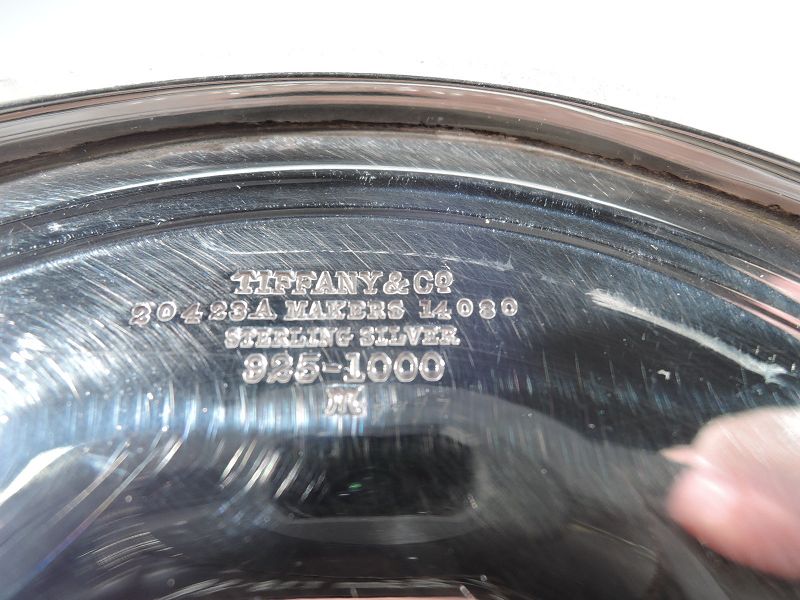 TIFFANY & Co
20423A MAKERS 14080
STERLING SILVER
925-1000
M